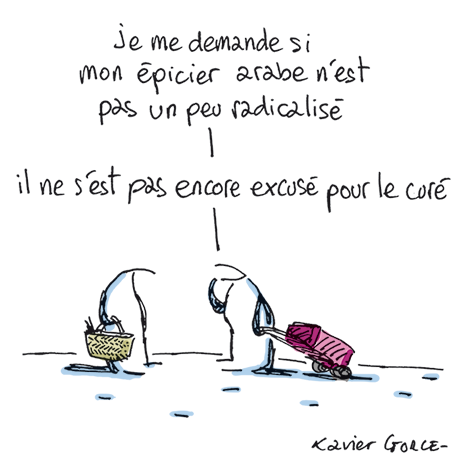 je me demande si
mon épicier arabe n'est
pas un peu radicalisé
il ne s'est pas encore excusé pour le curé
Xavier GORCE-